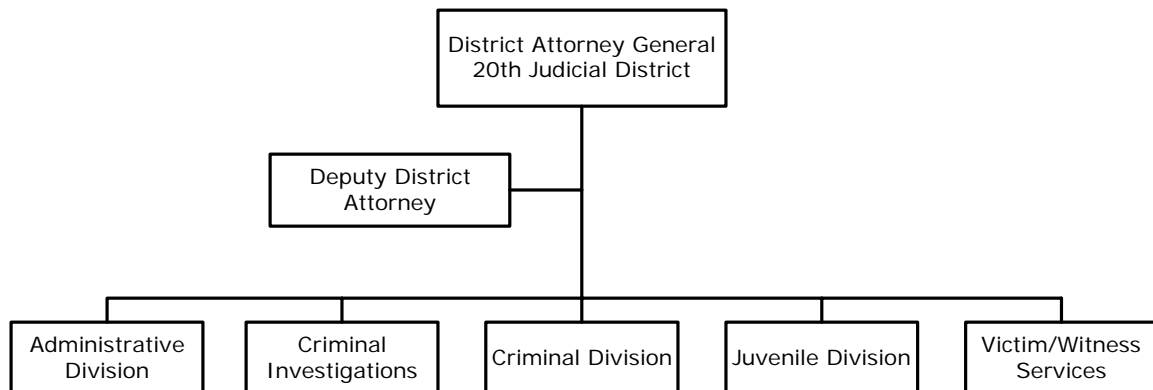 District Attorney General
20th Judicial District
Deputy District
Attorney
Administrative
Division
Criminal
Investigations
Criminal Division
Juvenile Division
Victim/Witness
Services